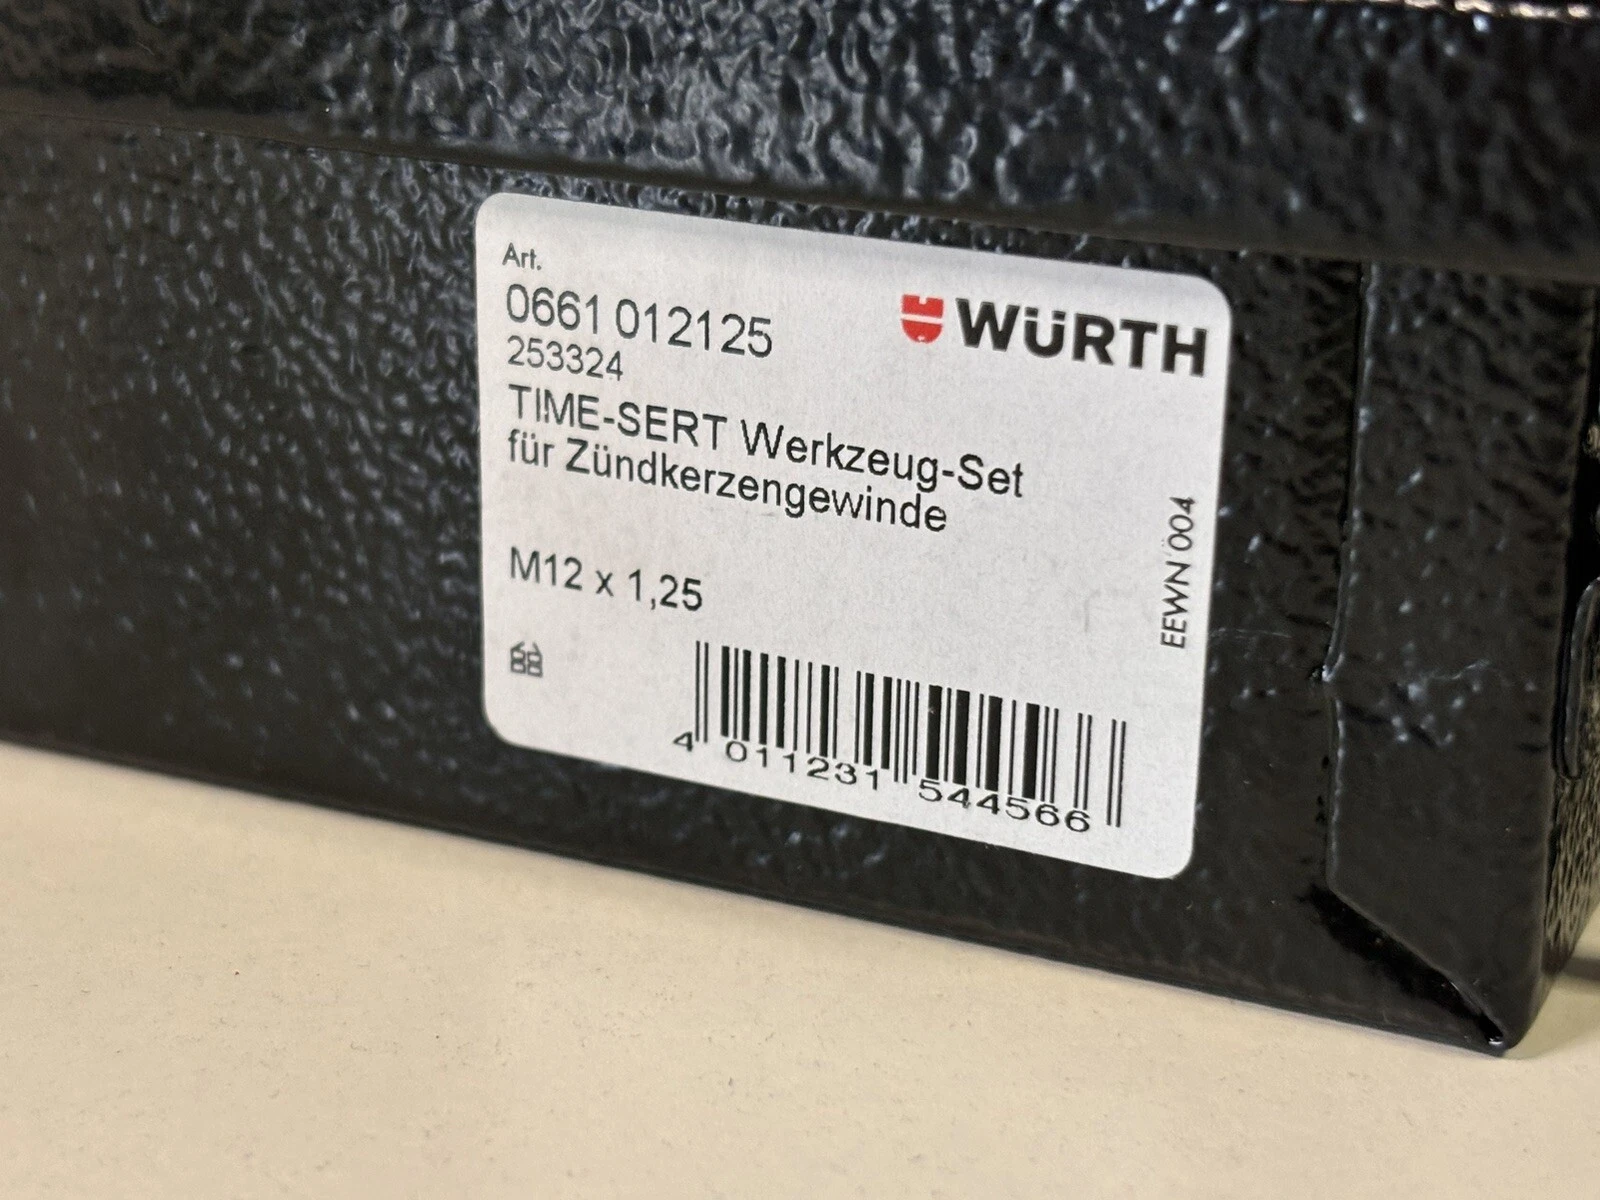 Art.
0661 012125
WÜRTH
253324
TIME-SERT Werkzeug-Set
für Zündkerzengewinde
M12 x 1,25
EEWN 004
4 011231 544566